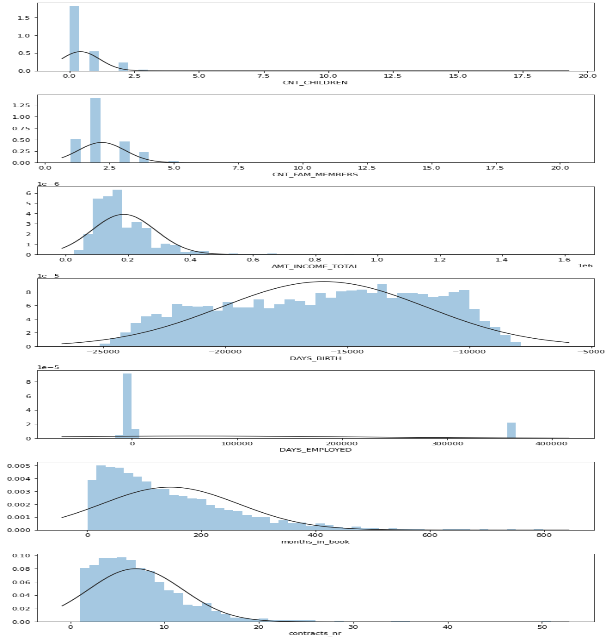 1.5
1.0
0.5
0.0
0.0 2.5 5.0 7.5 10.0 12.5 15.0 17.5 20.0
CNT_CHILDREN
1.25
1.00
0.75
0.50
0.25
0.00
0.0 2.5 5.0 7.5 10.0 12.5 15.0 17.5 20.0
CNT_FAM_MEMBERS
1e−6
6
5
4
3
2
1
0
0.0 0.2 0.4 0.6 0.8 1.0 1.2 1.4 1.6
1e6
AMT_INCOME_TOTAL
1e−5
8
6
4
2
0
−25000 −20000 −15000 −10000 −5000
DAYS_BIRTH
1e−5
8
6
4
2
0
0 100000 200000 300000 400000
DAYS_EMPLOYED
0.005
0.004
0.003
0.002
0.001
0.000
0 200 400 600 800
months_in_book
0.10
0.08
0.06
0.04
0.02
0.00
0 10 20 30 40 50
contracts_nr